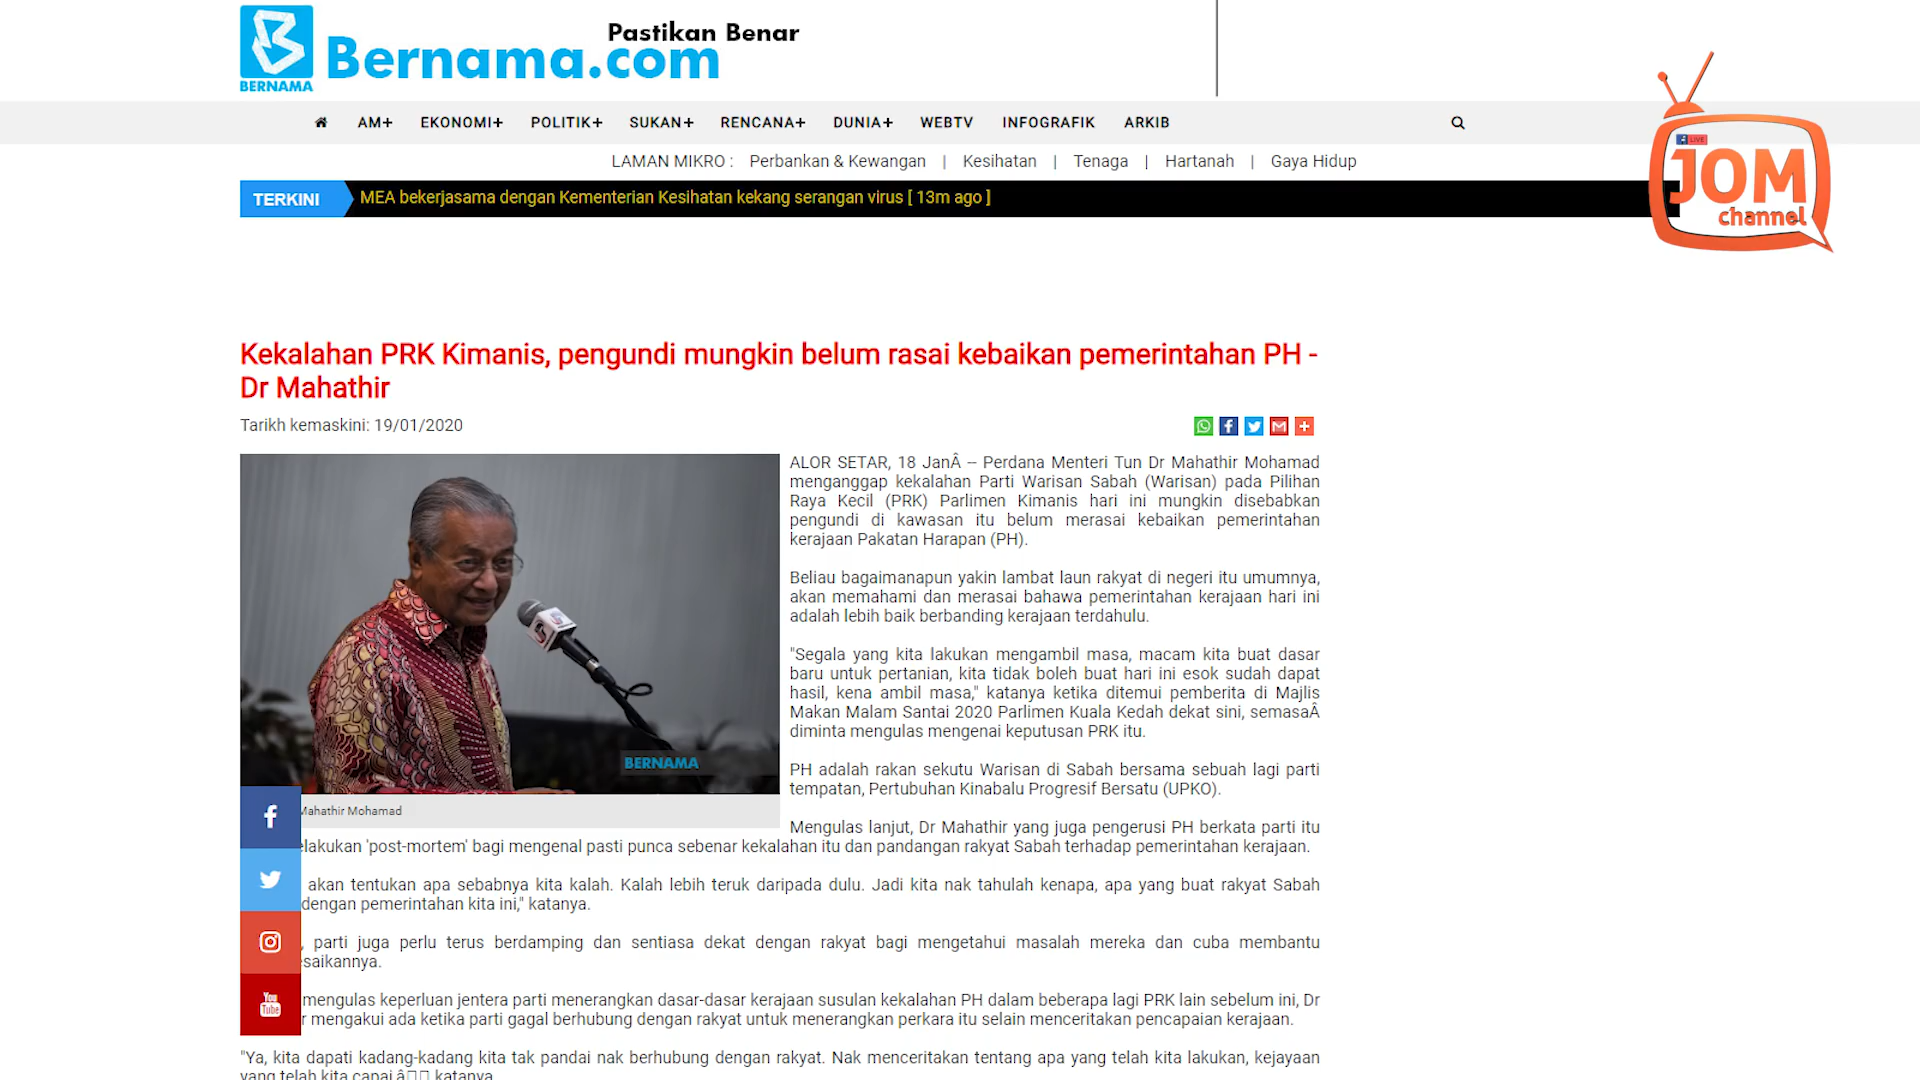 BERNAMA
Pastikan Benar
Bernama.com
AM+ EKONOMI+ POLITIK+ SUKAN+ RENCANA+ DUNIA+ WEBTV INFOGRAFIK ARKIB
LAMAN MIKRO : Perbankan & Kewangan | Kesihatan | Tenaga | Hartanah | Gaya Hidup
LIVE
JOM
channel
TERKINI MEA bekerjasama dengan Kementerian Kesihatan kekang serangan virus [ 13m ago ]
Kekalahan PRK Kimanis, pengundi mungkin belum rasai kebaikan pemerintahan PH -
Dr Mahathir
Tarikh kemaskini: 19/01/2020
ALOR SETAR, 18 JanÂ -- Perdana Menteri Tun Dr Mahathir Mohamad
menganggap kekalahan Parti Warisan Sabah (Warisan) pada Pilihan
Raya Kecil (PRK) Parlimen Kimanis hari ini mungkin disebabkan
pengundi di kawasan itu belum merasai kebaikan pemerintahan
kerajaan Pakatan Harapan (PH).
Beliau bagaimanapun yakin lambat laun rakyat di negeri itu umumnya,
akan memahami dan merasai bahawa pemerintahan kerajaan hari ini
adalah lebih baik berbanding kerajaan terdahulu.
"Segala yang kita lakukan mengambil masa, macam kita buat dasar
baru untuk pertanian, kita tidak boleh buat hari ini esok sudah dapat
hasil, kena ambil masa," katanya ketika ditemui pemberita di Majlis
Makan Malam Santai 2020 Parlimen Kuala Kedah dekat sini, semasaÂ
diminta mengulas mengenai keputusan PRK itu.
PH adalah rakan sekutu Warisan di Sabah bersama sebuah lagi parti
tempatan, Pertubuhan Kinabalu Progresif Bersatu (UPKO).
BERNAMA
Mahathir Mohamad
Mengulas lanjut, Dr Mahathir yang juga pengerusi PH berkata parti itu
elakukan 'post-mortem' bagi mengenal pasti punca sebenar kekalahan itu dan pandangan rakyat Sabah terhadap pemerintahan kerajaan.
akan tentukan apa sebabnya kita kalah. Kalah lebih teruk daripada dulu. Jadi kita nak tahulah kenapa, apa yang buat rakyat Sabah
dengan pemerintahan kita ini," katanya.
, parti juga perlu terus berdamping dan sentiasa dekat dengan rakyat bagi mengetahui masalah mereka dan cuba membantu
saikannya.
mengulas keperluan jentera parti menerangkan dasar-dasar kerajaan susulan kekalahan PH dalam beberapa lagi PRK lain sebelum ini, Dr
r mengakui ada ketika parti gagal berhubung dengan rakyat untuk menerangkan perkara itu selain menceritakan pencapaian kerajaan.
You
Tube
"Ya, kita dapati kadang-kadang kita tak pandai nak berhubung dengan rakyat. Nak menceritakan tentang apa yang telah kita lakukan, kejayaan
yang telah kita capai,â katanya